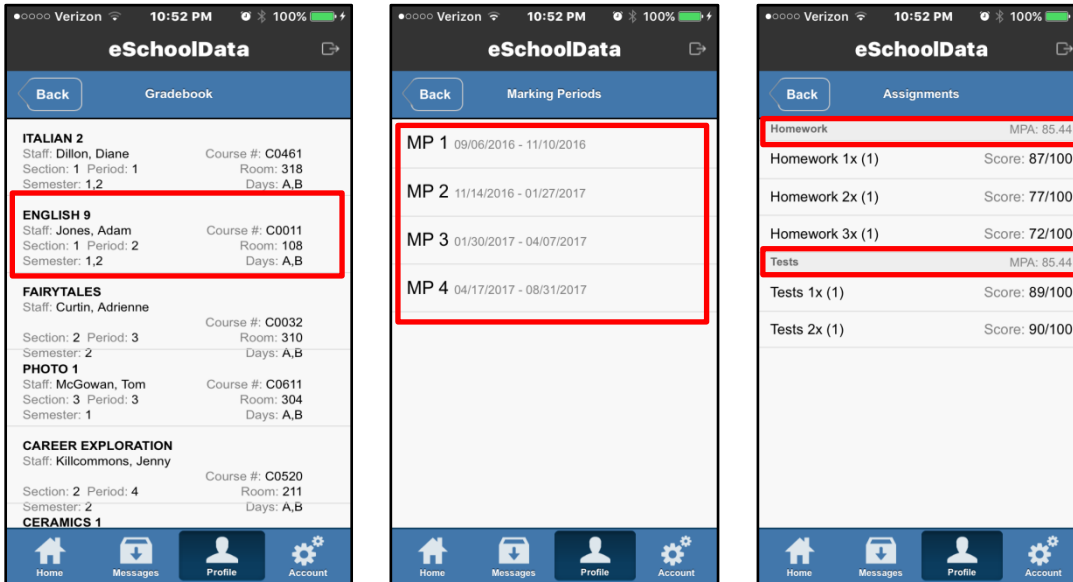 Verizon 10:52 PM 100%
eSchoolData
Back Gradebook
ITALIAN 2
Staff: Dillon, Diane Course #: C0461
Section: 1 Period: 1 Room: 318
Semester: 1,2 Days: A,B
ENGLISH 9
Staff: Jones, Adam Course #: C0011
Section: 1 Period: 2 Room: 108
Semester: 1,2 Days: A,B
FAIRYTALES
Staff: Curtin, Adrienne
Course #: C0032
Section: 2 Period: 3 Room: 310
Semester: 2 Days: A,B
PHOTO 1
Staff: McGowan, Tom Course #: C0611
Section: 3 Period: 3 Room: 304
Semester: 1 Days: A,B
CAREER EXPLORATION
Staff: Killcommons, Jenny
Course #: C0520
Section: 2 Period: 4 Room: 211
Semester: 2 Days: A,B
CERAMICS 1
Home Messages Profile Account
Verizon 10:52 PM 100%
eSchoolData
Back Marking Periods
MP 1 09/06/2016 - 11/10/2016
MP 2 11/14/2016 - 01/27/2017
MP 3 01/30/2017 - 04/07/2017
MP 4 04/17/2017 - 08/31/2017
Home Messages Profile Account
Verizon 10:52 PM 100%
eSchoolData
Back Assignments
Homework MPA: 85.44
Homework 1x (1) Score: 87/100
Homework 2x (1) Score: 77/100
Homework 3x (1) Score: 72/100
Tests MPA: 85.44
Tests 1x (1) Score: 89/100
Tests 2x (1) Score: 90/100
Home Messages Profile Account